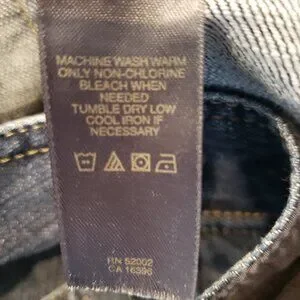 MACHINE WASH WARM
ONLY NON-CHLORINE
BLEACH WHEN
NEEDED
TUMBLE DRY LOW
COOL IRON IF
NECESSARY
RN 52002
CA 16396